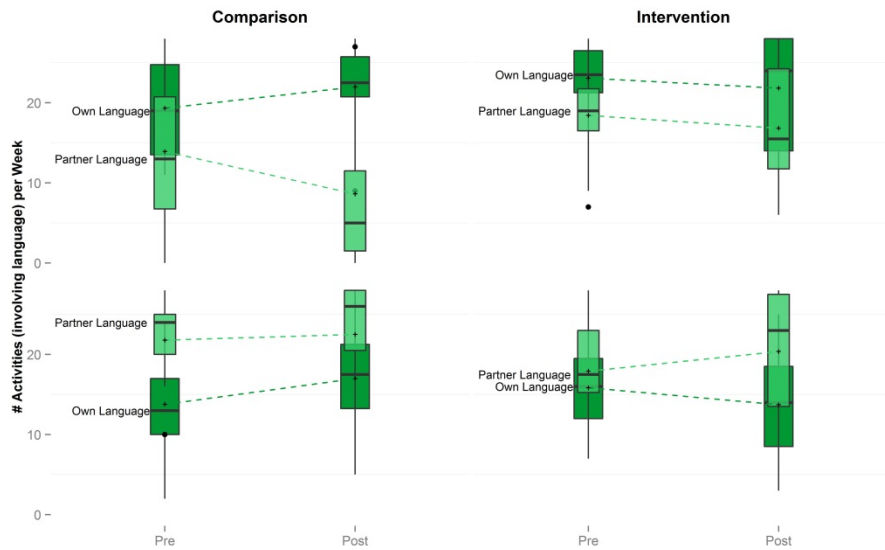 Comparison
Intervention
# Activities (involving language) per Week
20
10
0
Own Language
Partner Language
Own Language
Partner Language
20
10
0
Partner Language
Own Language
Partner Language
Own Language
Pre
Post
Pre
Post